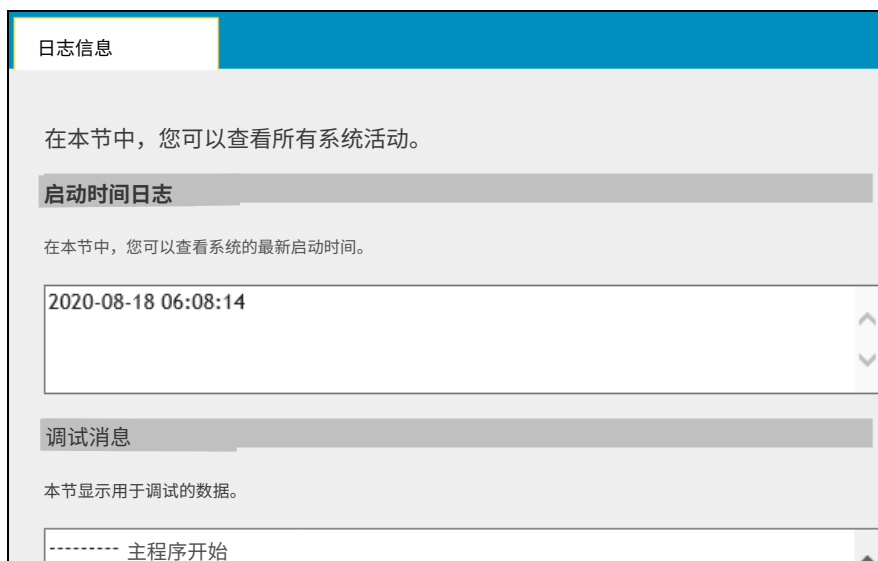 日志信息
在本节中，您可以查看所有系统活动。
启动时间日志
在本节中，您可以查看系统的最新启动时间。
2020-08-18 06:08:14
调试消息
本节显示用于调试的数据。
--------- 主程序开始